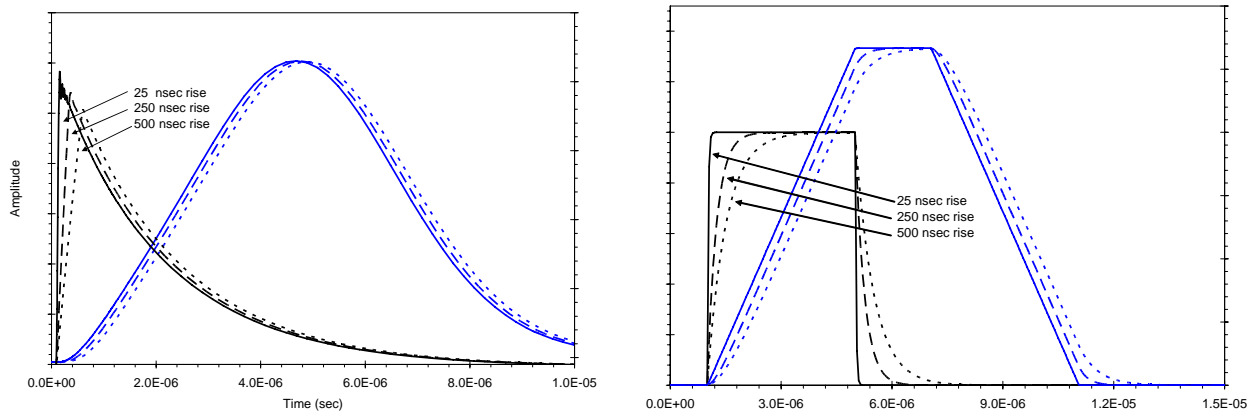 25 nsec rise
250 nsec rise
500 nsec rise
Amplitude
0.0E+00 2.0E-06 4.0E-06 6.0E-06 8.0E-06 1.0E-05
Time (sec)
25 nsec rise
250 nsec rise
500 nsec rise
0.0E+00 3.0E-06 6.0E-06 9.0E-06 1.2E-05 1.5E-05